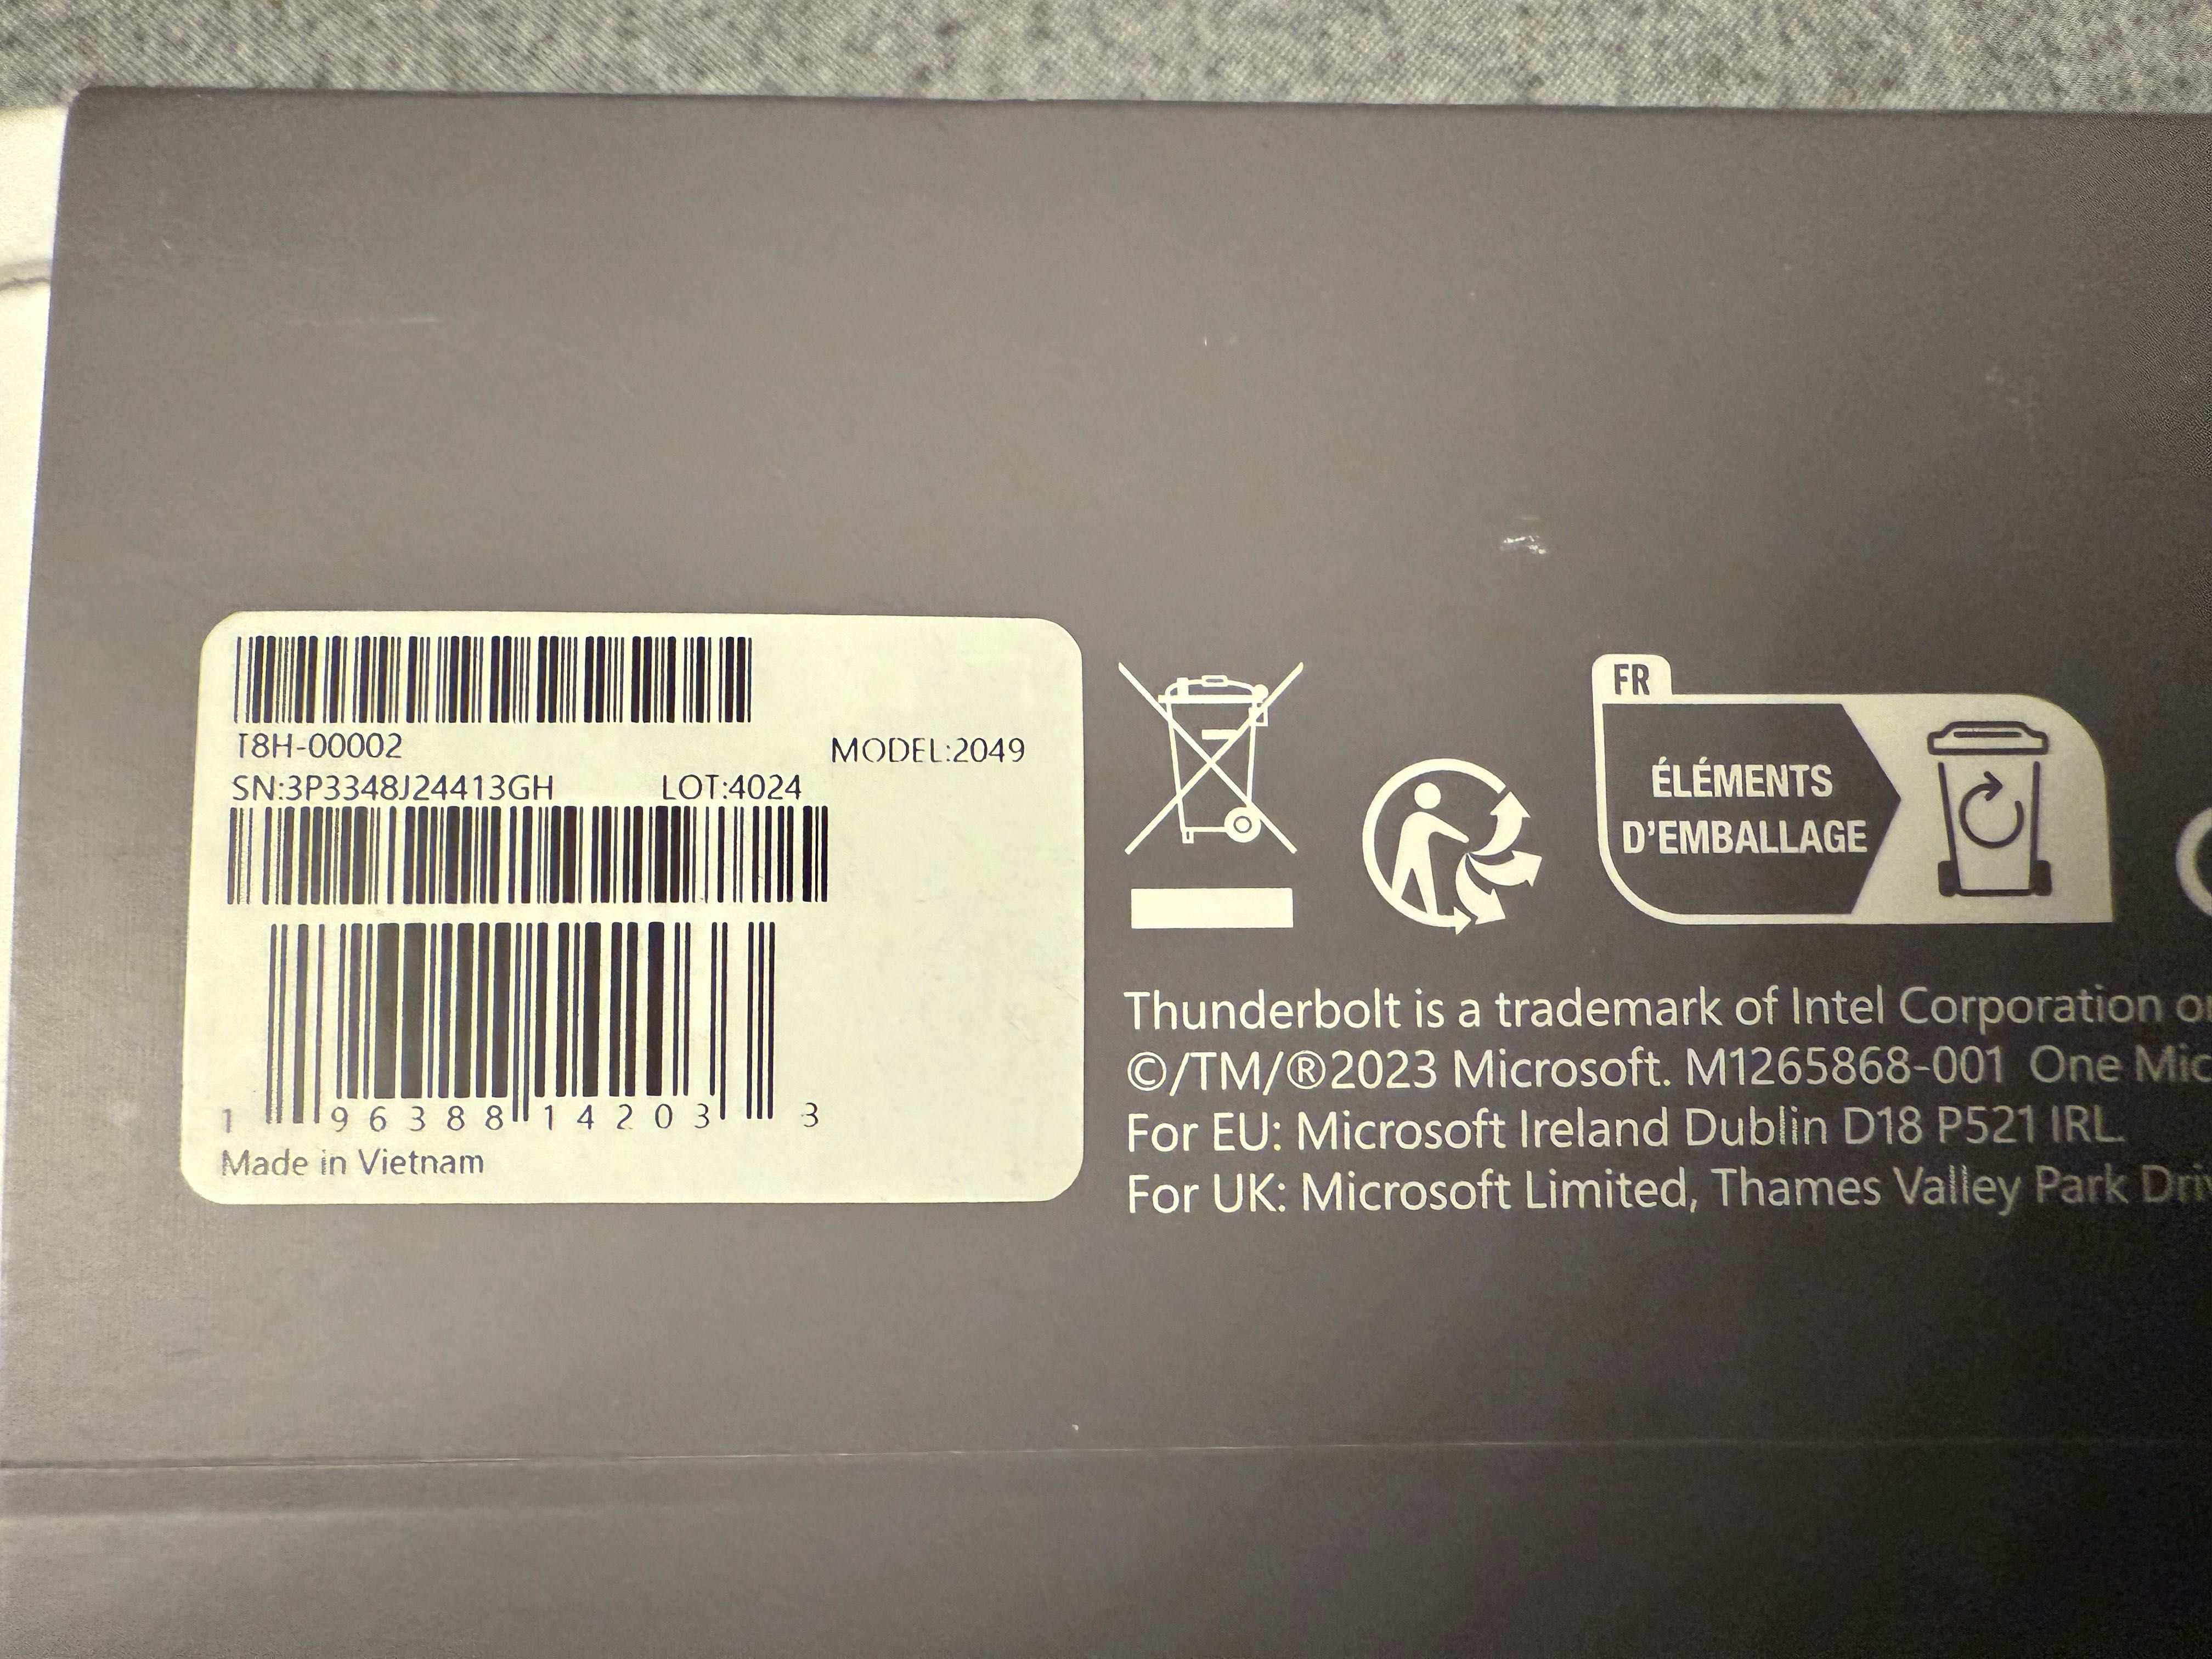 T8H-00002
MODEL:2049
SN:3P3348J24413GH LOT:4024
1 96388 14203 3
Made in Vietnam
FR
ÉLÉMENTS
D'EMBALLAGE
Thunderbolt is a trademark of Intel Corporation
©/TM/®2023 Microsoft. M1265868-001 One
For EU: Microsoft Ireland Dublin D18 P521 IRL
For UK: Microsoft Limited, Thames Valley Park